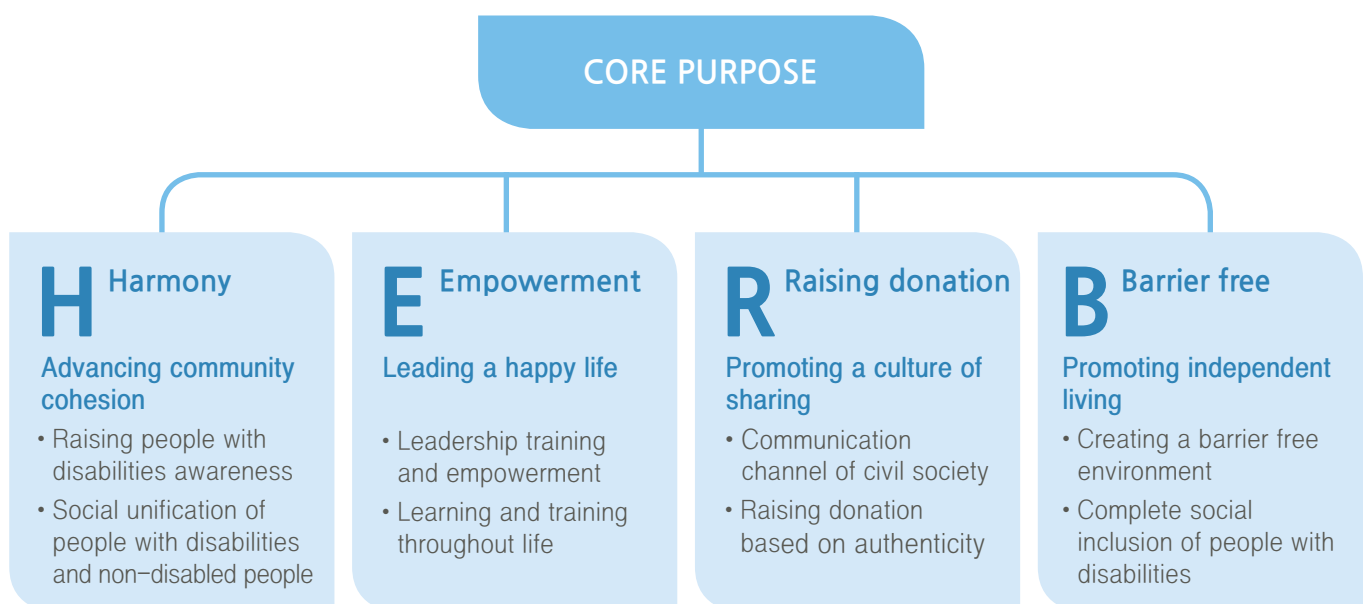 CORE PURPOSE
H Harmony
Advancing community
cohesion
• Raising people with
disabilities awareness
• Social unification of
people with disabilities
and non-disabled people
E Empowerment
Leading a happy life
• Leadership training
and empowerment
• Learning and training
throughout life
R Raising donation
Promoting a culture of
sharing
• Communication
channel of civil society
• Raising donation
based on authenticity
B Barrier free
Promoting independent
living
• Creating a barrier free
environment
• Complete social
inclusion of people with
disabilities